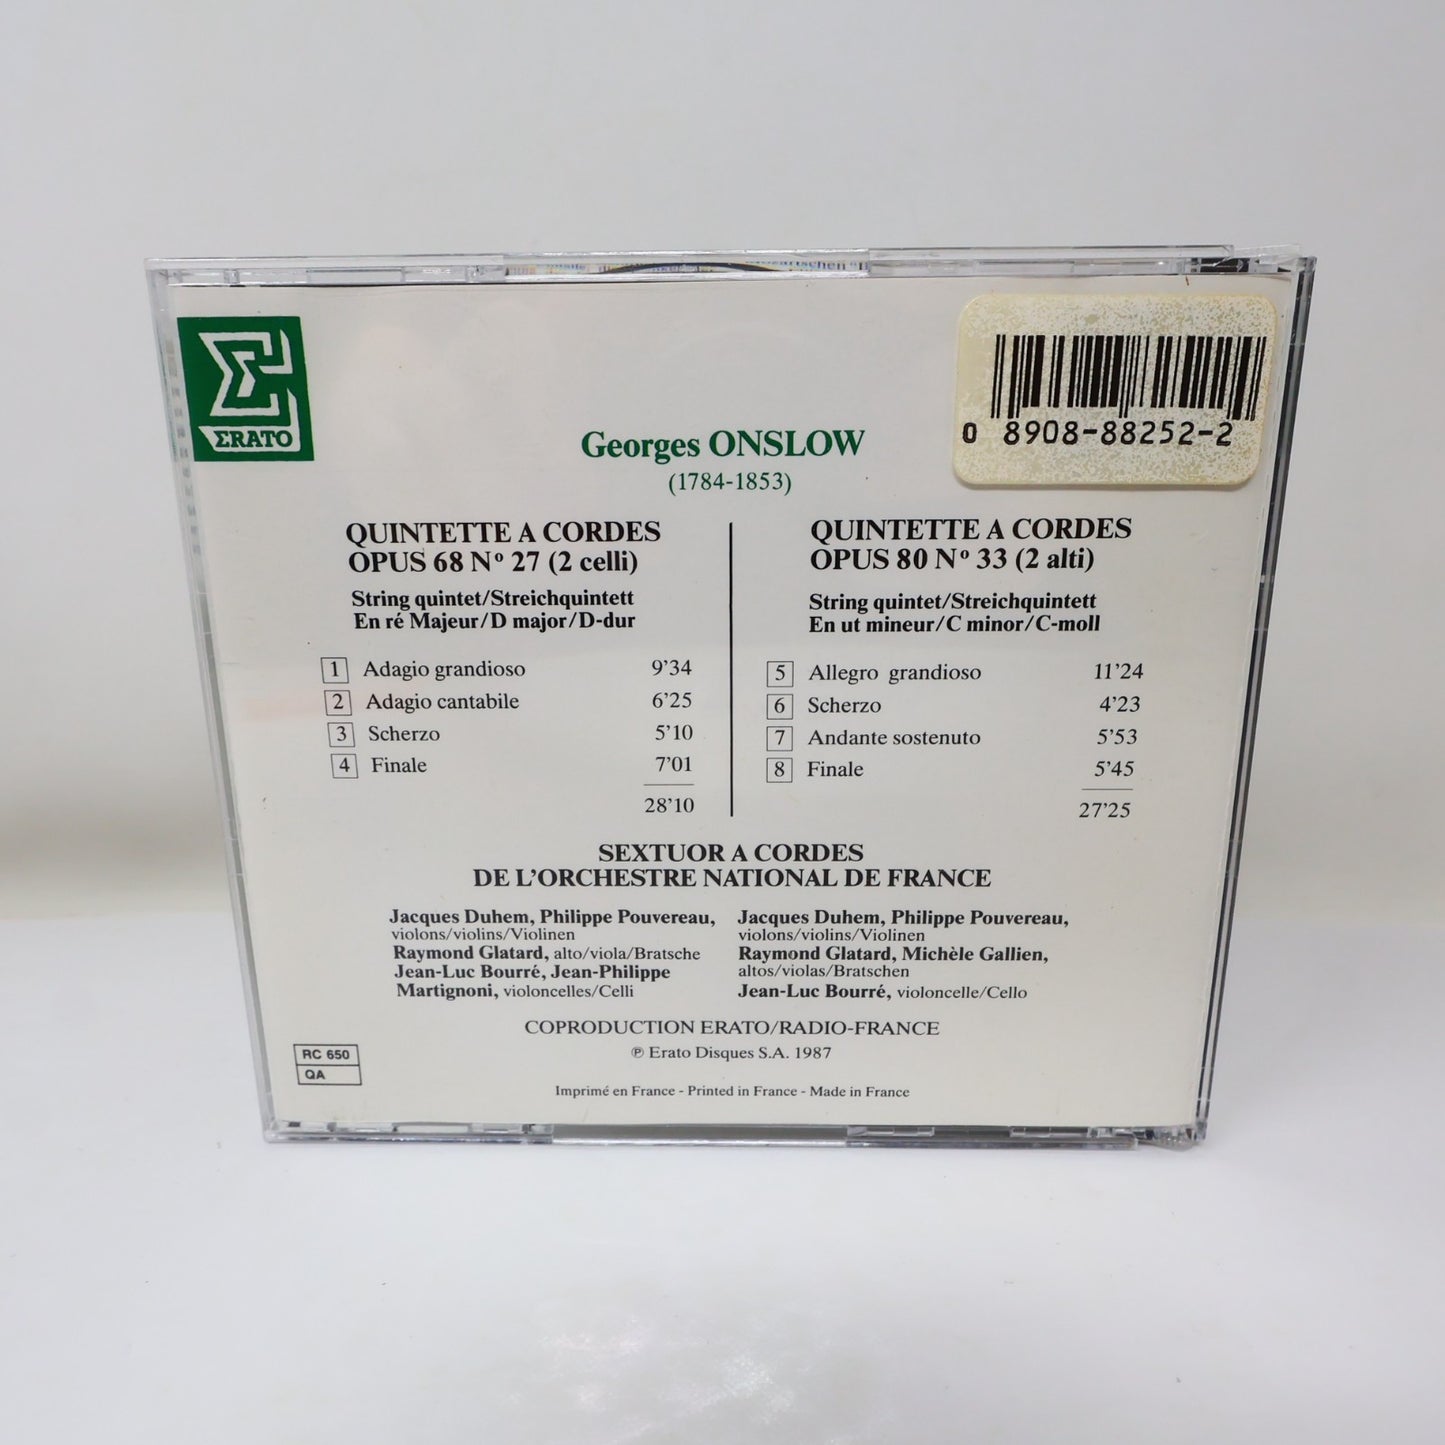 ERATO
0 8908-88252-2
Georges ONSLOW
(1784-1853)
QUINTETTE A CORDES
OPUS 68 Nº 27 (2 celli)
String quintet/Streichquintett
En ré Majeur/D major/D-dur
1 Adagio grandioso 9'34
2 Adagio cantabile 6'25
3 Scherzo 5'10
4 Finale 7'01
28'10
QUINTETTE A CORDES
OPUS 80 Nº 33 (2 alti)
String quintet/Streichquintett
En ut mineur/C minor/C-moll
5 Allegro grandioso 11'24
6 Scherzo 4'23
7 Andante sostenuto 5'53
8 Finale 5'45
27'25
SEXTUOR A CORDES
DE L'ORCHESTRE NATIONAL DE FRANCE
Jacques Duhem, Philippe Pouvereau,
violons/violins/Violinen
Raymond Glatard, alto/viola/Bratsche
Jean-Luc Bourré, Jean-Philippe
Martignoni, violoncelles/Celli
Jacques Duhem, Philippe Pouvereau,
violons/violins/Violinen
Raymond Glatard, Michèle Gallien,
altos/violas/Bratschen
Jean-Luc Bourré, violoncelle/Cello
COPRODUCTION ERATO/RADIO-FRANCE
℗ Erato Disques S.A. 1987
RC 650
QA
Imprimé en France - Printed in France - Made in France